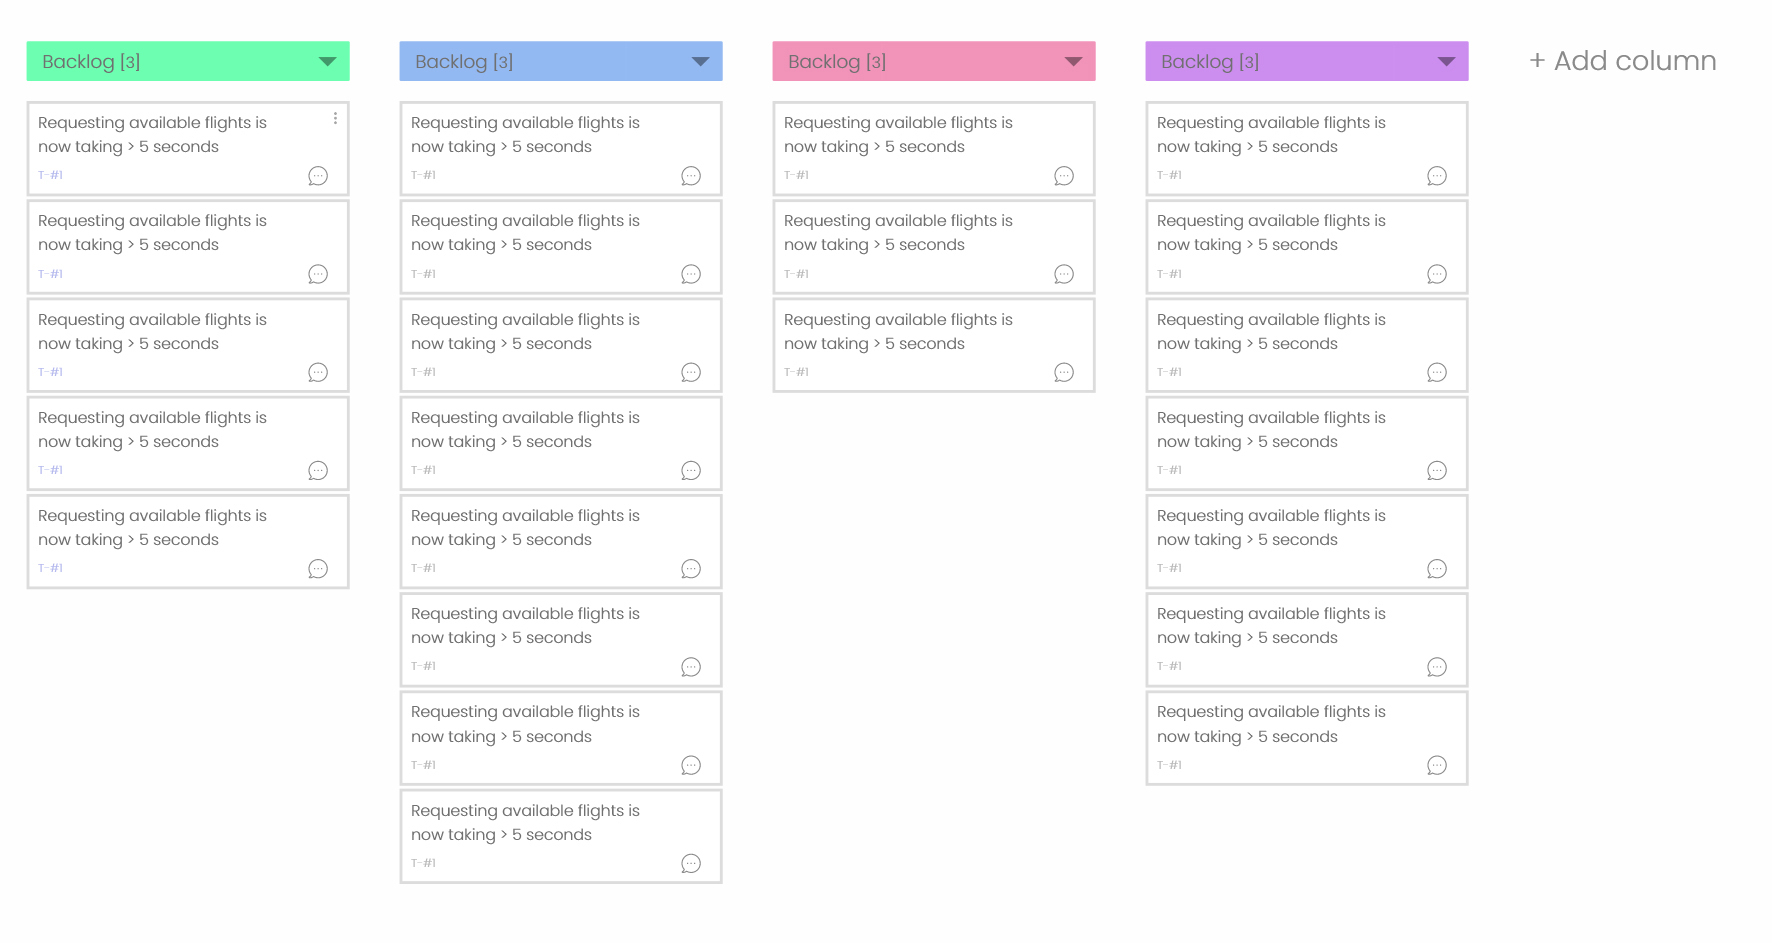 Backlog [3]
Requesting available flights is
now taking > 5 seconds
T-#1
Requesting available flights is
now taking > 5 seconds
T-#1
Requesting available flights is
now taking > 5 seconds
T-#1
Requesting available flights is
now taking > 5 seconds
T-#1
Requesting available flights is
now taking > 5 seconds
T-#1
Backlog [3]
Requesting available flights is
now taking > 5 seconds
T-#1
Requesting available flights is
now taking > 5 seconds
T-#1
Requesting available flights is
now taking > 5 seconds
T-#1
Requesting available flights is
now taking > 5 seconds
T-#1
Requesting available flights is
now taking > 5 seconds
T-#1
Requesting available flights is
now taking > 5 seconds
T-#1
Requesting available flights is
now taking > 5 seconds
T-#1
Requesting available flights is
now taking > 5 seconds
T-#1
Backlog [3]
Requesting available flights is
now taking > 5 seconds
T-#1
Requesting available flights is
now taking > 5 seconds
T-#1
Requesting available flights is
now taking > 5 seconds
T-#1
Backlog [3]
Requesting available flights is
now taking > 5 seconds
T-#1
Requesting available flights is
now taking > 5 seconds
T-#1
Requesting available flights is
now taking > 5 seconds
T-#1
Requesting available flights is
now taking > 5 seconds
T-#1
Requesting available flights is
now taking > 5 seconds
T-#1
Requesting available flights is
now taking > 5 seconds
T-#1
Requesting available flights is
now taking > 5 seconds
T-#1
+ Add column